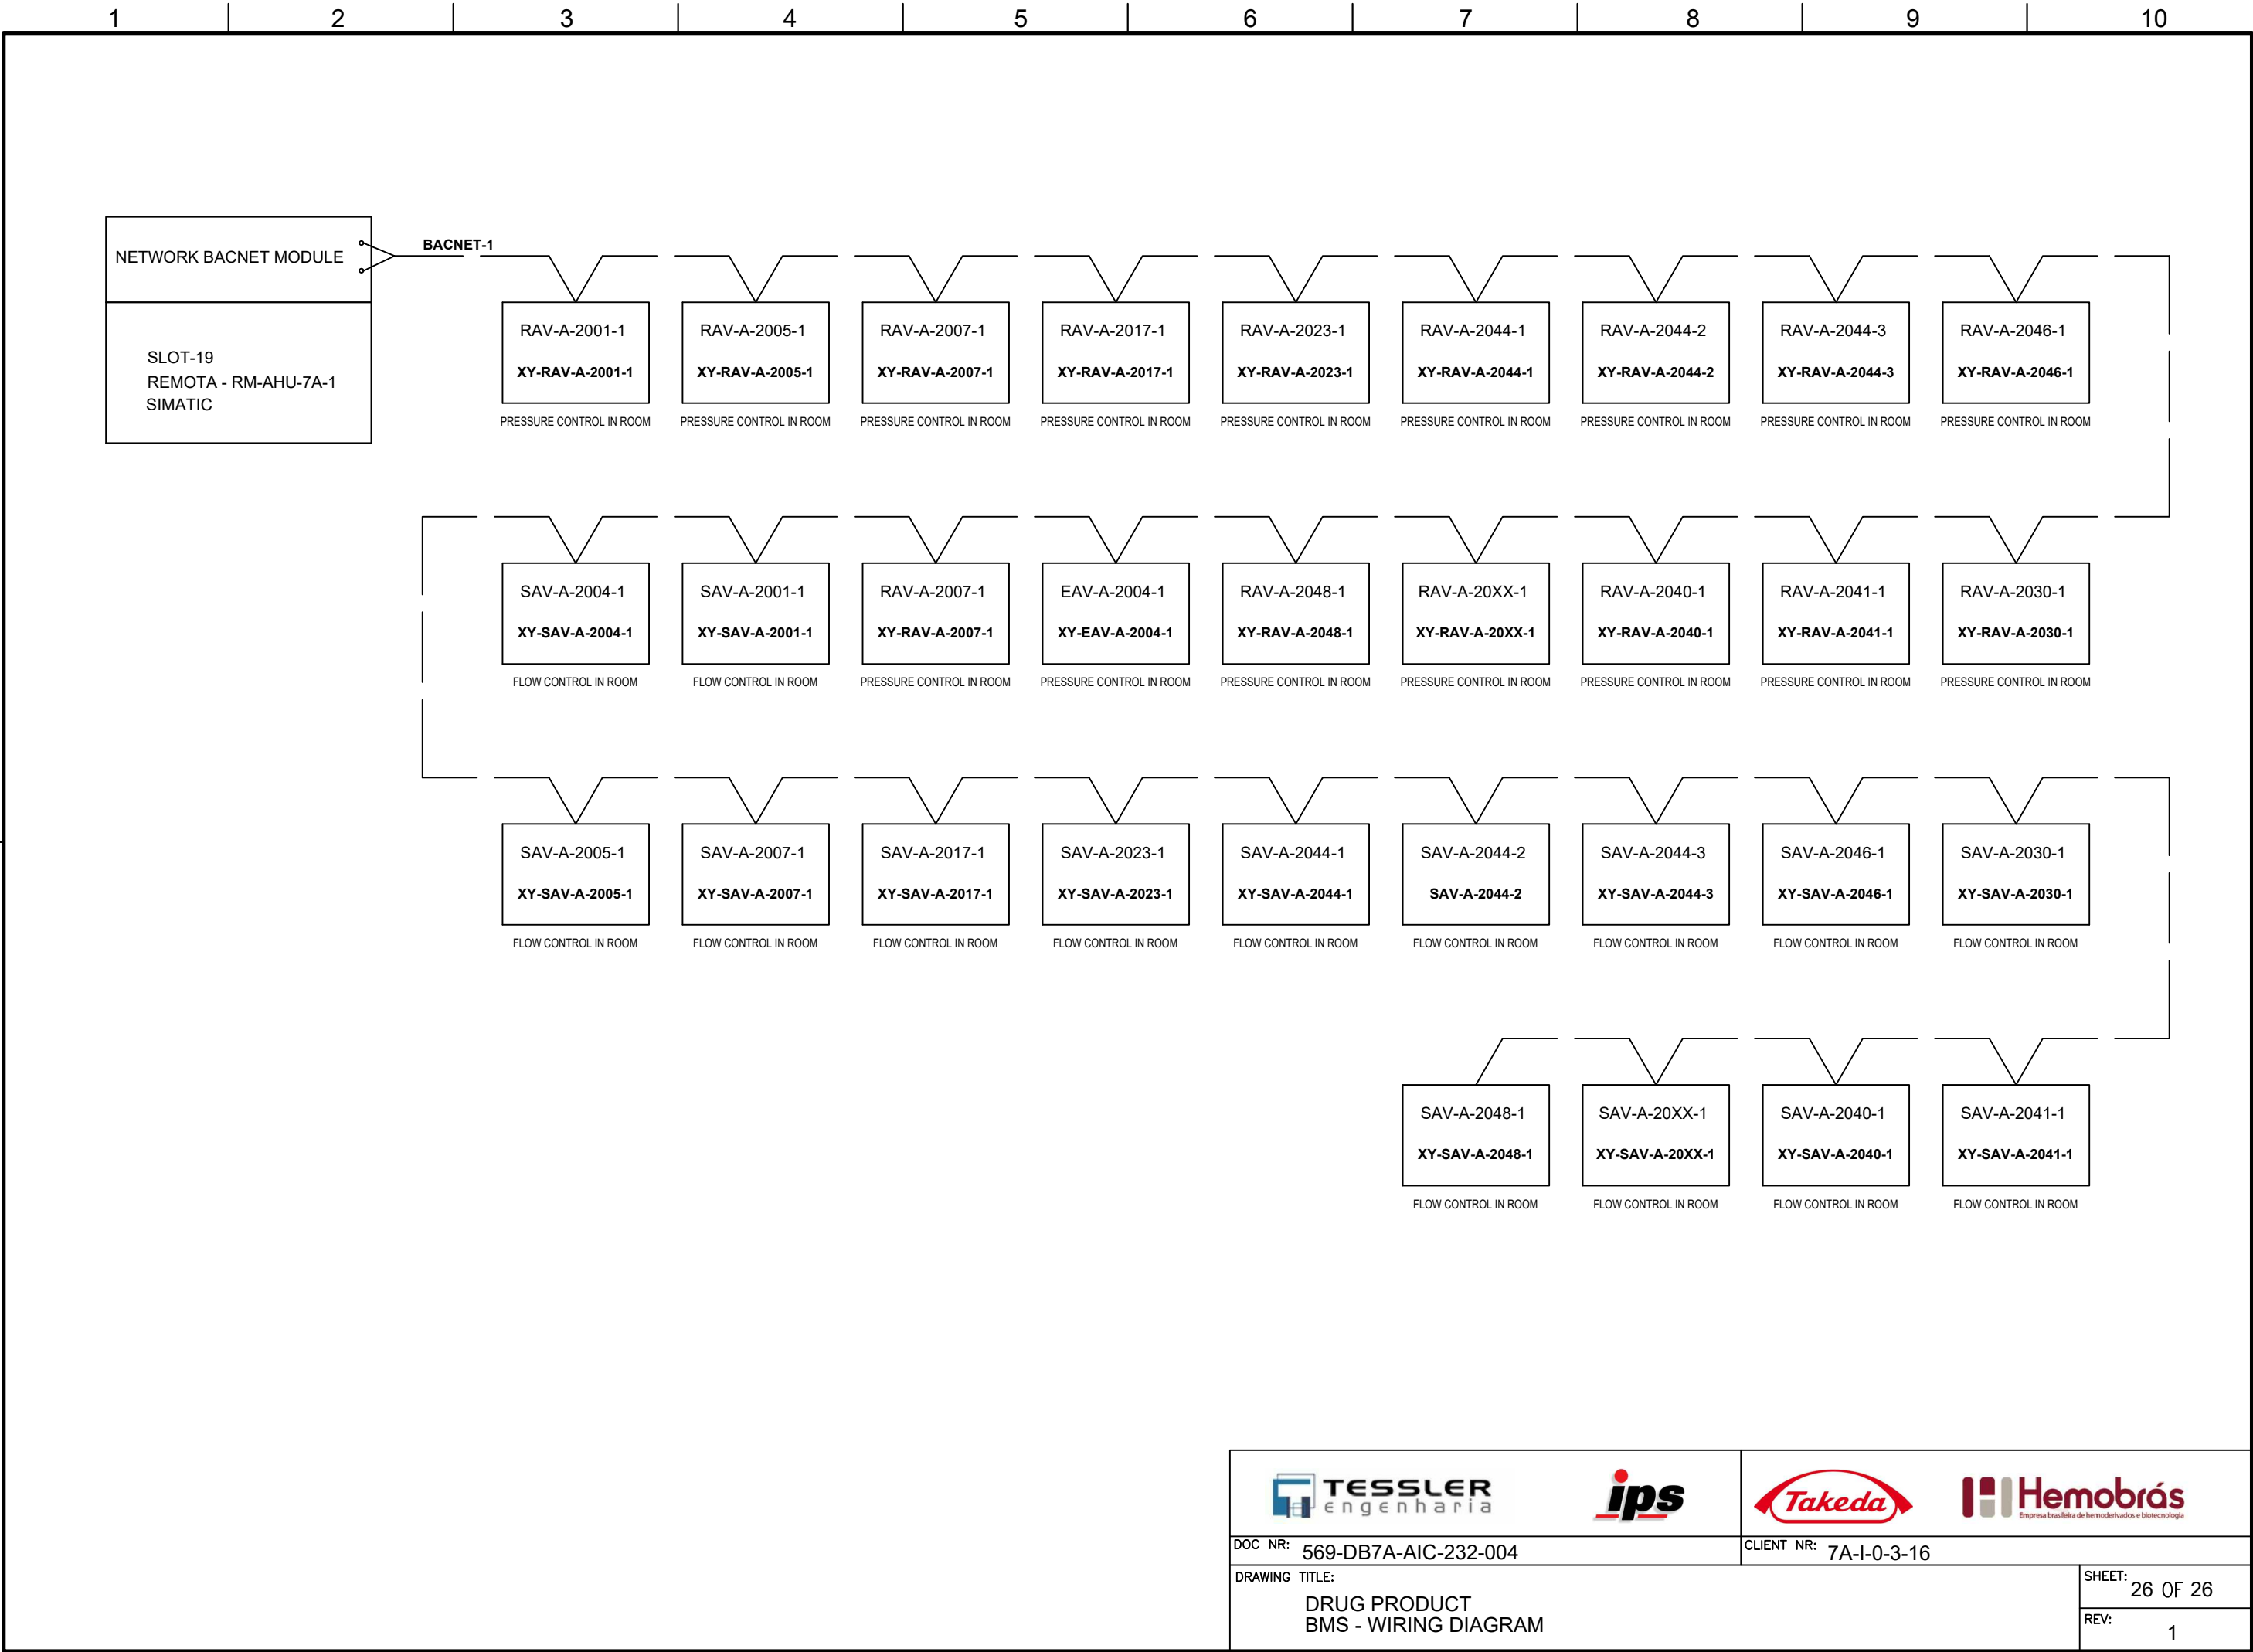 1 2 3 4 5 6 7 8 9 10
NETWORK BACNET MODULE
BACNET-1
SLOT-19
REMOTA - RM-AHU-7A-1
SIMATIC
RAV-A-2001-1 RAV-A-2005-1 RAV-A-2007-1 RAV-A-2017-1 RAV-A-2023-1 RAV-A-2044-1 RAV-A-2044-2 RAV-A-2044-3 RAV-A-2046-1
XY-RAV-A-2001-1 XY-RAV-A-2005-1 XY-RAV-A-2007-1 XY-RAV-A-2017-1 XY-RAV-A-2023-1 XY-RAV-A-2044-1 XY-RAV-A-2044-2 XY-RAV-A-2044-3 XY-RAV-A-2046-1
PRESSURE CONTROL IN ROOM PRESSURE CONTROL IN ROOM PRESSURE CONTROL IN ROOM PRESSURE CONTROL IN ROOM PRESSURE CONTROL IN ROOM PRESSURE CONTROL IN ROOM PRESSURE CONTROL IN ROOM PRESSURE CONTROL IN ROOM PRESSURE CONTROL IN ROOM
SAV-A-2004-1 SAV-A-2001-1 RAV-A-2007-1 EAV-A-2004-1 RAV-A-2048-1 RAV-A-20XX-1 RAV-A-2040-1 RAV-A-2041-1 RAV-A-2030-1
XY-SAV-A-2004-1 XY-SAV-A-2001-1 XY-RAV-A-2007-1 XY-EAV-A-2004-1 XY-RAV-A-2048-1 XY-RAV-A-20XX-1 XY-RAV-A-2040-1 XY-RAV-A-2041-1 XY-RAV-A-2030-1
FLOW CONTROL IN ROOM FLOW CONTROL IN ROOM PRESSURE CONTROL IN ROOM PRESSURE CONTROL IN ROOM PRESSURE CONTROL IN ROOM PRESSURE CONTROL IN ROOM PRESSURE CONTROL IN ROOM PRESSURE CONTROL IN ROOM PRESSURE CONTROL IN ROOM
SAV-A-2005-1 SAV-A-2007-1 SAV-A-2017-1 SAV-A-2023-1 SAV-A-2044-1 SAV-A-2044-2 SAV-A-2044-3 SAV-A-2046-1 SAV-A-2030-1
XY-SAV-A-2005-1 XY-SAV-A-2007-1 XY-SAV-A-2017-1 XY-SAV-A-2023-1 XY-SAV-A-2044-1 SAV-A-2044-2 XY-SAV-A-2044-3 XY-SAV-A-2046-1 XY-SAV-A-2030-1
FLOW CONTROL IN ROOM FLOW CONTROL IN ROOM FLOW CONTROL IN ROOM FLOW CONTROL IN ROOM FLOW CONTROL IN ROOM FLOW CONTROL IN ROOM FLOW CONTROL IN ROOM FLOW CONTROL IN ROOM FLOW CONTROL IN ROOM
SAV-A-2048-1 SAV-A-20XX-1 SAV-A-2040-1 SAV-A-2041-1
XY-SAV-A-2048-1 XY-SAV-A-20XX-1 XY-SAV-A-2040-1 XY-SAV-A-2041-1
FLOW CONTROL IN ROOM FLOW CONTROL IN ROOM FLOW CONTROL IN ROOM FLOW CONTROL IN ROOM
TESSLER
engenharia
ips
Takeda
Hemobrás
Empresa brasileira de hemoderivados e biotecnologia
DOC NR: 569-DB7A-AIC-232-004
CLIENT NR: 7A-I-0-3-16
DRAWING TITLE:
DRUG PRODUCT
BMS - WIRING DIAGRAM
SHEET: 26 OF 26
REV: 1